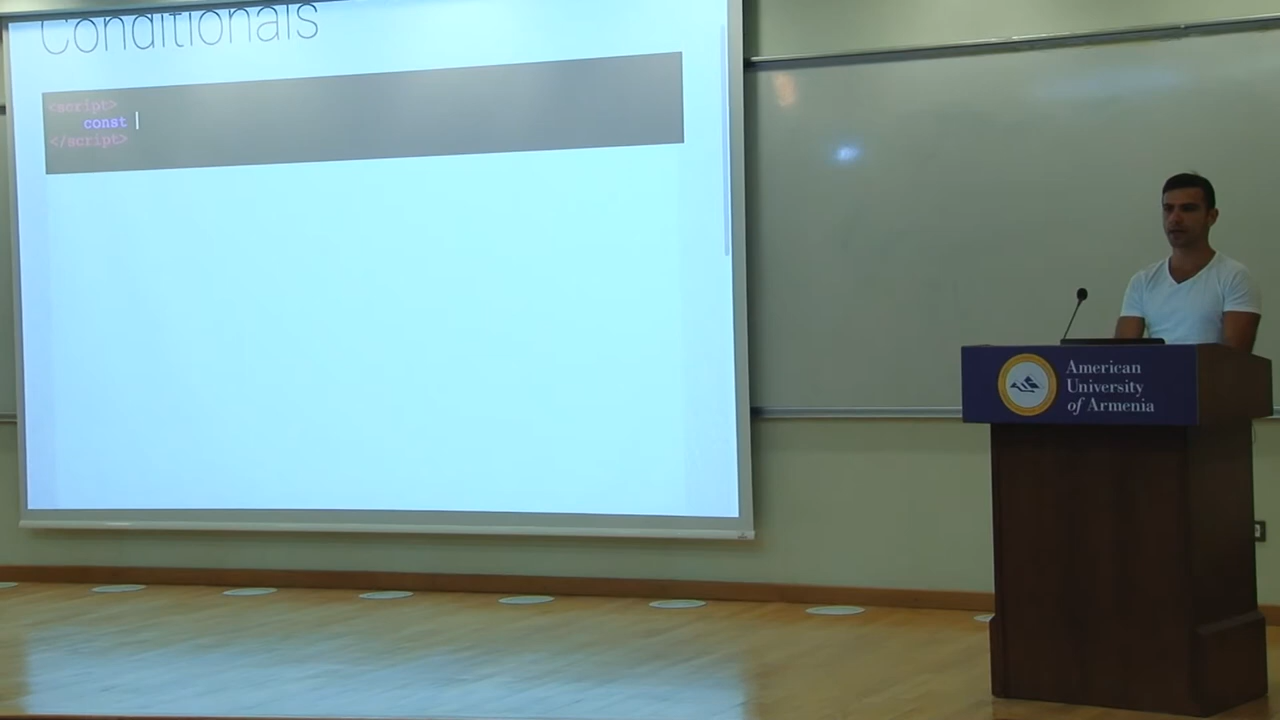 Conditionals
<script>
const
</script>
American
University
of Armenia